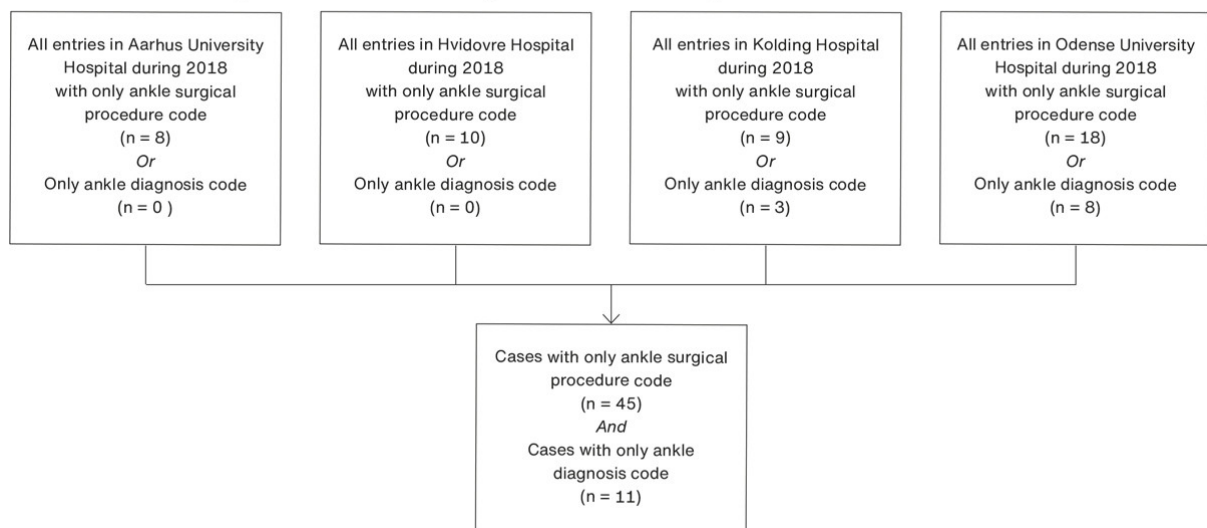 All entries in Aarhus University
Hospital during 2018
with only ankle surgical
procedure code
(n = 8)
Or
Only ankle diagnosis code
(n = 0 )
All entries in Hvidovre Hospital
during 2018
with only ankle surgical
procedure code
(n = 10)
Or
Only ankle diagnosis code
(n = 0)
All entries in Kolding Hospital
during 2018
with only ankle surgical
procedure code
(n = 9)
Or
Only ankle diagnosis code
(n = 3)
All entries in Odense University
Hospital during 2018
with only ankle surgical
procedure code
(n = 18)
Or
Only ankle diagnosis code
(n = 8)
Cases with only ankle surgical
procedure code
(n = 45)
And
Cases with only ankle
diagnosis code
(n = 11)